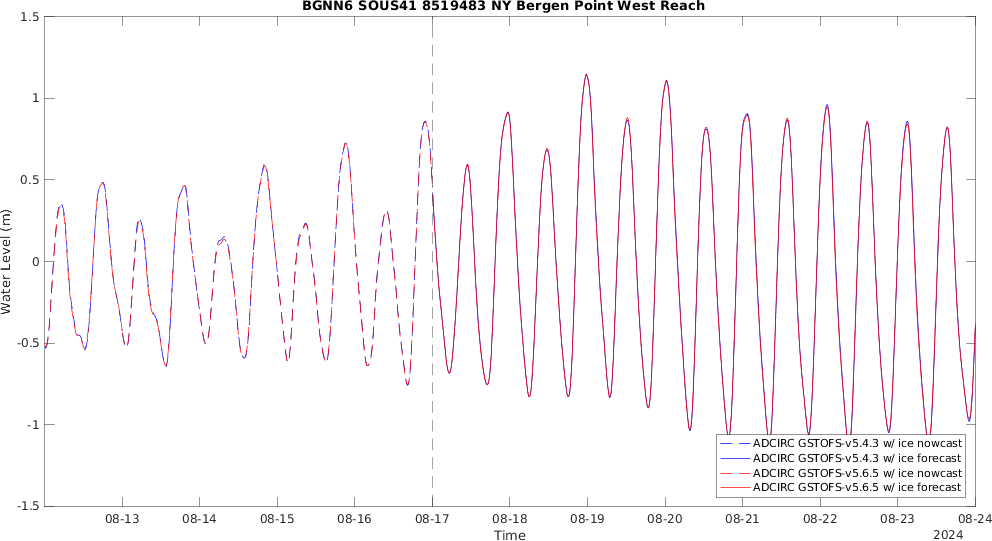 BGNN6 SOUS41 8519483 NY Bergen Point West Reach
1.5
1
0.5
0
-0.5
-1
-1.5
Water Level (m)
ADCIRC GSTOFS-v5.4.3 w/ ice nowcast
ADCIRC GSTOFS-v5.4.3 w/ ice forecast
ADCIRC GSTOFS-v5.6.5 w/ ice nowcast
ADCIRC GSTOFS-v5.6.5 w/ ice forecast
08-13 08-14 08-15 08-16 08-17 08-18 08-19 08-20 08-21 08-22 08-23 08-24
Time
2024